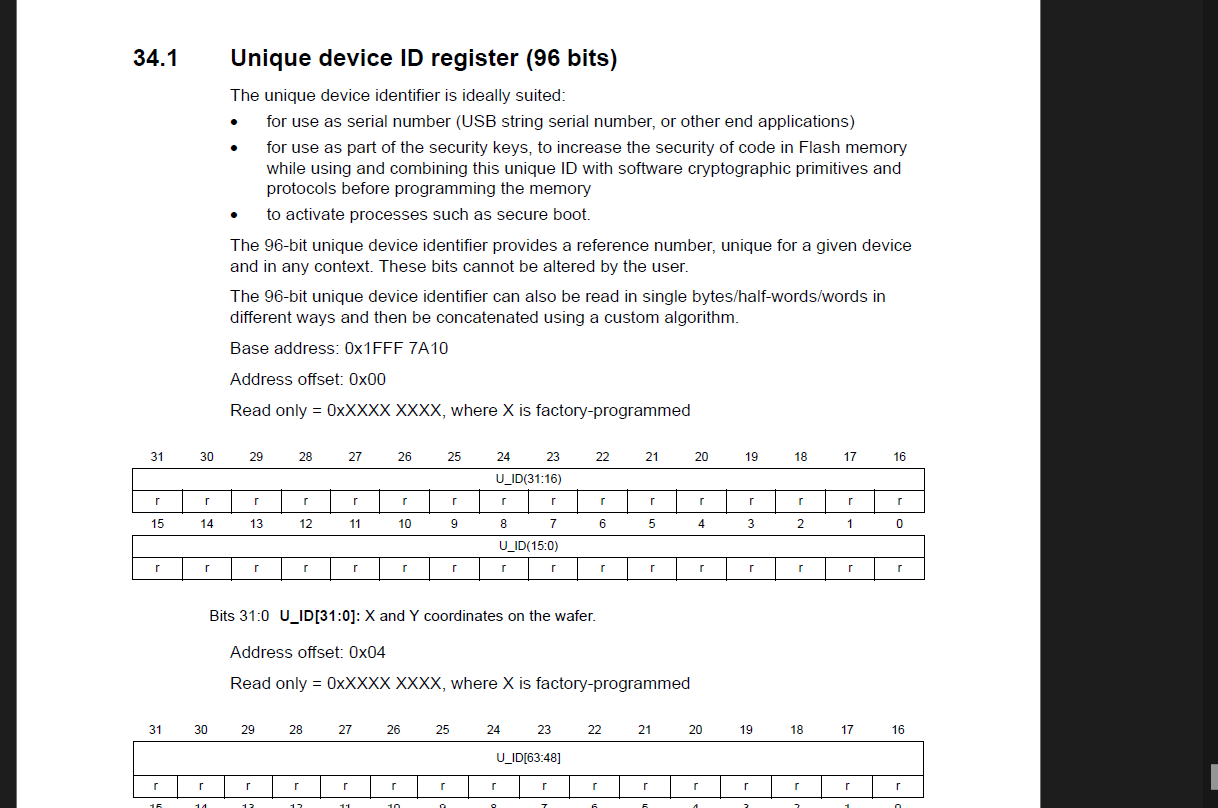 34.1 Unique device ID register (96 bits)
The unique device identifier is ideally suited:
• for use as serial number (USB string serial number, or other end applications)
• for use as part of the security keys, to increase the security of code in Flash memory
while using and combining this unique ID with software cryptographic primitives and
protocols before programming the memory
• to activate processes such as secure boot.
The 96-bit unique device identifier provides a reference number, unique for a given device
and in any context. These bits cannot be altered by the user.
The 96-bit unique device identifier can also be read in single bytes/half-words/words in
different ways and then be concatenated using a custom algorithm.
Base address: 0x1FFF 7A10
Address offset: 0x00
Read only = 0xXXXX XXXX, where X is factory-programmed
31 30 29 28 27 26 25 24 23 22 21 20 19 18 17 16
U_ID(31:16)
r r r r r r r r r r r r r r r r
15 14 13 12 11 10 9 8 7 6 5 4 3 2 1 0
U_ID(15:0)
r r r r r r r r r r r r r r r r
Bits 31:0 U_ID[31:0]: X and Y coordinates on the wafer.
Address offset: 0x04
Read only = 0xXXXX XXXX, where X is factory-programmed
31 30 29 28 27 26 25 24 23 22 21 20 19 18 17 16
U_ID[63:48]
r r r r r r r r r r r r r r r r